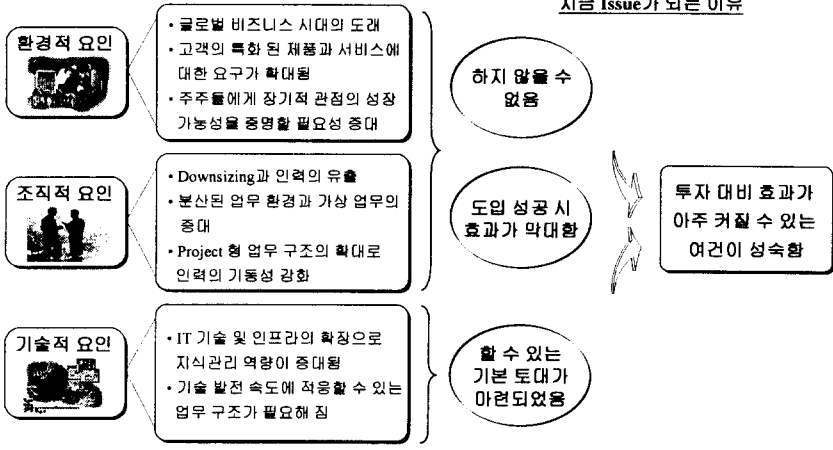 지금 Issue가 되는 이유
환경적 요인
• 글로벌 비즈니스 시대의 도래
• 고객의 특화 된 제품과 서비스에
대한 요구가 확대됨
• 주주들에게 장기적 관점의 성장
가능성을 증명할 필요성 증대
하지 않을 수
없음
조직적 요인
• Downsizing과 인력의 유출
• 분산된 업무 환경과 가상 업무의
증대
• Project 형 업무 구조의 확대로
인력의 기동성 강화
도입 성공 시
효과가 막대함
투자 대비 효과가
아주 커질 수 있는
여건이 성숙함
기술적 요인
• IT 기술 및 인프라의 확장으로
지식관리 역량이 증대됨
• 기술 발전 속도에 적응할 수 있는
업무 구조가 필요해 짐
할 수 있는
기본 토대가
마련되었음